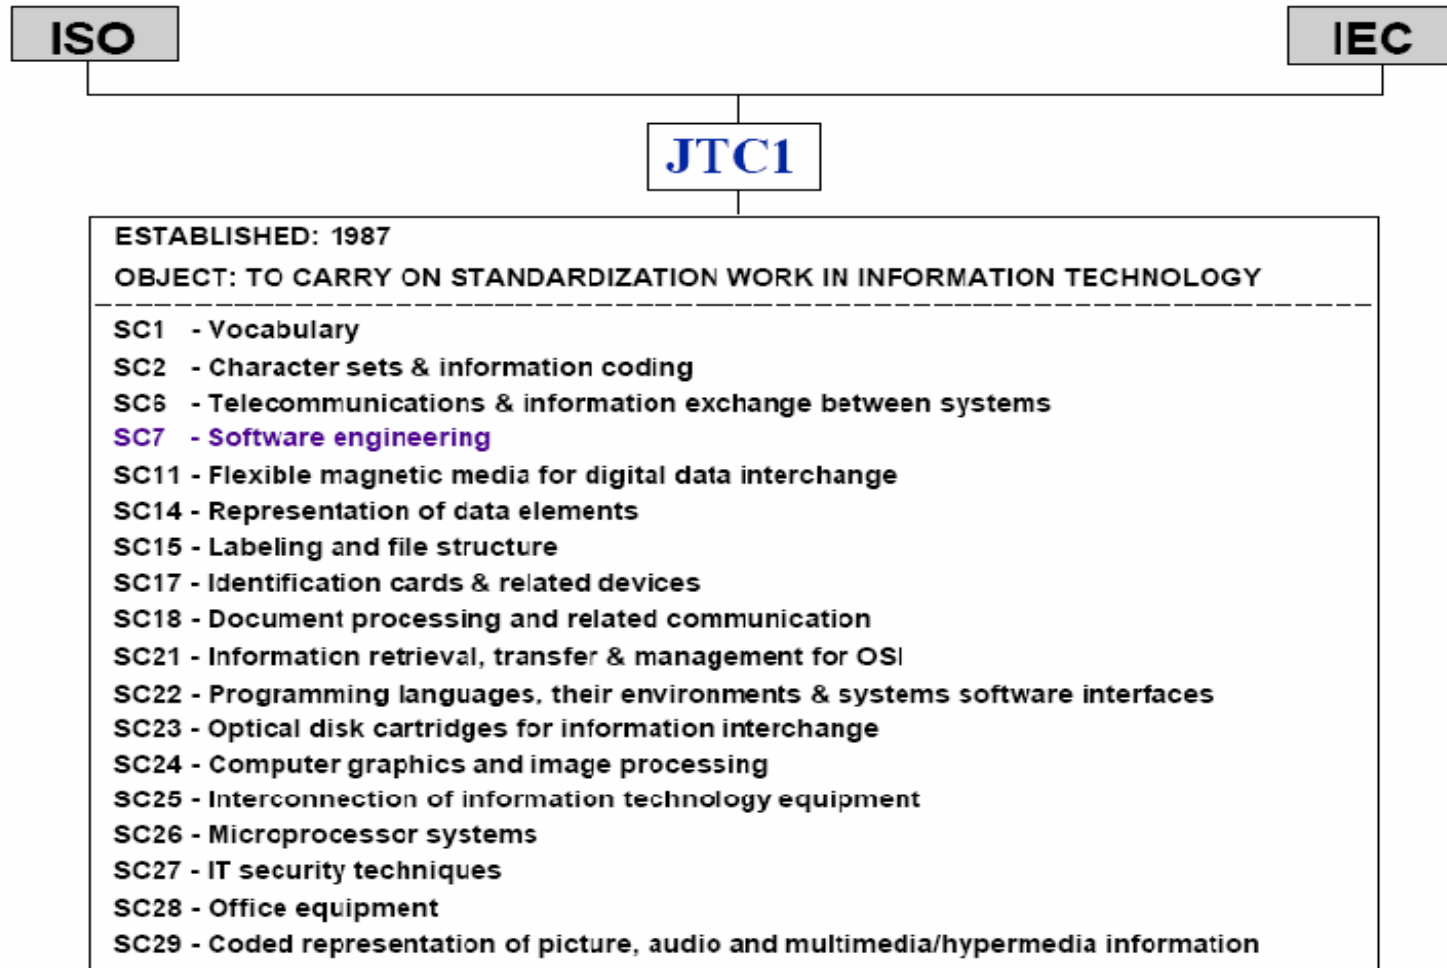 ISO
IEC
JTC1
ESTABLISHED: 1987
OBJECT: TO CARRY ON STANDARDIZATION WORK IN INFORMATION TECHNOLOGY
SC1 - Vocabulary
SC2 - Character sets & information coding
SC6 - Telecommunications & information exchange between systems
SC7 - Software engineering
SC11 - Flexible magnetic media for digital data interchange
SC14 - Representation of data elements
SC15 - Labeling and file structure
SC17 - Identification cards & related devices
SC18 - Document processing and related communication
SC21 - Information retrieval, transfer & management for OSI
SC22 - Programming languages, their environments & systems software interfaces
SC23 - Optical disk cartridges for information interchange
SC24 - Computer graphics and image processing
SC25 - Interconnection of information technology equipment
SC26 - Microprocessor systems
SC27 - IT security techniques
SC28 - Office equipment
SC29 - Coded representation of picture, audio and multimedia/hypermedia information